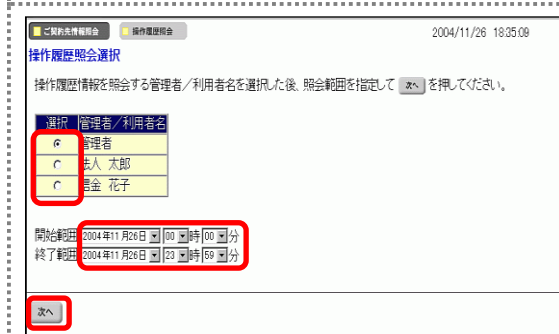 ご契約先情報照会 操作履歴照会 2004/11/26 18:35:09
操作履歴照会選択
操作履歴情報を照会する管理者／利用者名を選択した後、照会範囲を指定して 次へ を押してください。
選択 管理者／利用者名
管理者
法人 太郎
信金 花子
開始範囲 2004年11月26日 00 時 00 分
終了範囲 2004年11月26日 23 時 59 分
次へ